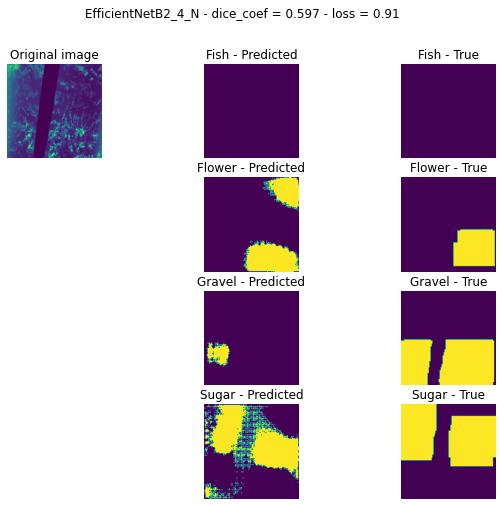 EfficientNetB2_4_N - dice_coef = 0.597 - loss = 0.91
Original image
Fish - Predicted
Fish - True
Flower - Predicted
Flower - True
Gravel - Predicted
Gravel - True
Sugar - Predicted
Sugar - True